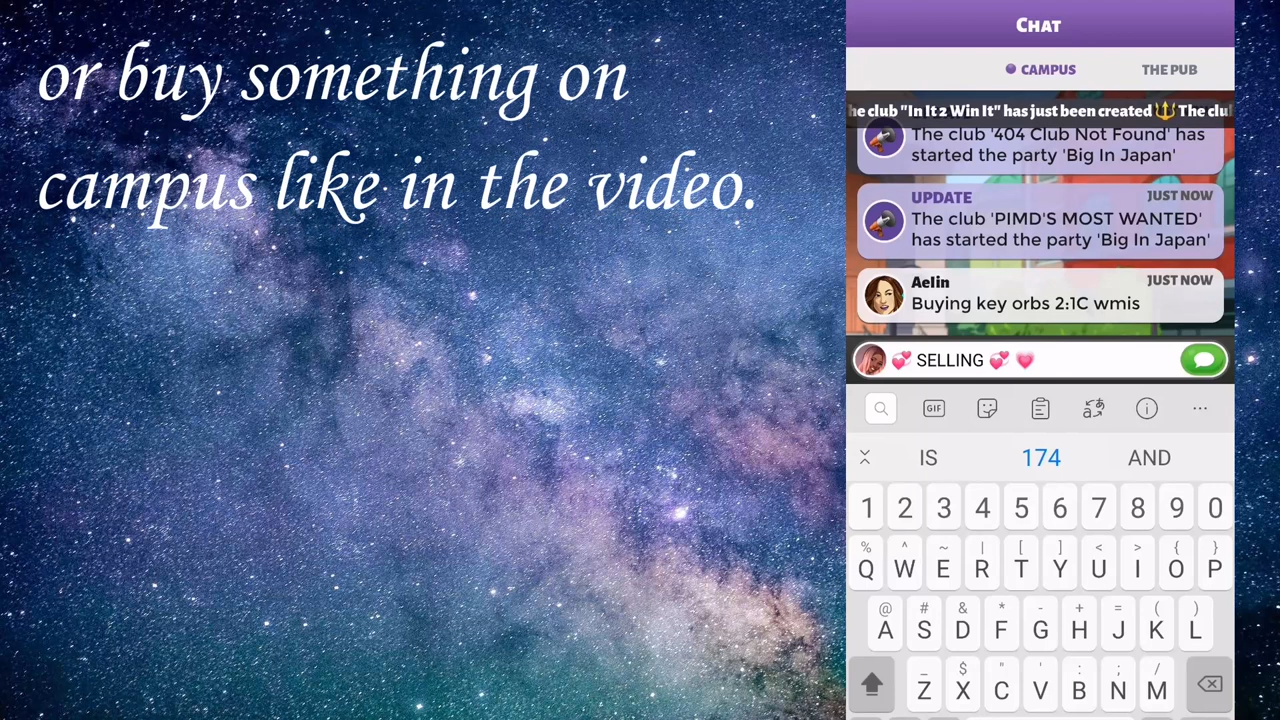 or buy something on
campus like in the video.
CHAT
CAMPUS THE PUB
he club "In It 2 Win It" has just been created 🔱 The clu
The club '404 Club Not Found' has
started the party 'Big In Japan'
UPDATE JUST NOW
The club 'PIMD'S MOST WANTED'
has started the party 'Big In Japan'
Aelin JUST NOW
Buying key orbs 2:1C wmis
💞 SELLING 💞 💗
GIF
IS 174 AND
1 2 3 4 5 6 7 8 9 0
% ^ ~ | [ ] < > { }
Q W E R T Y U I O P
@ # & * - + = ( )
A S D F G H J K L
_ $ " ' : ; /
Z X C V B N M